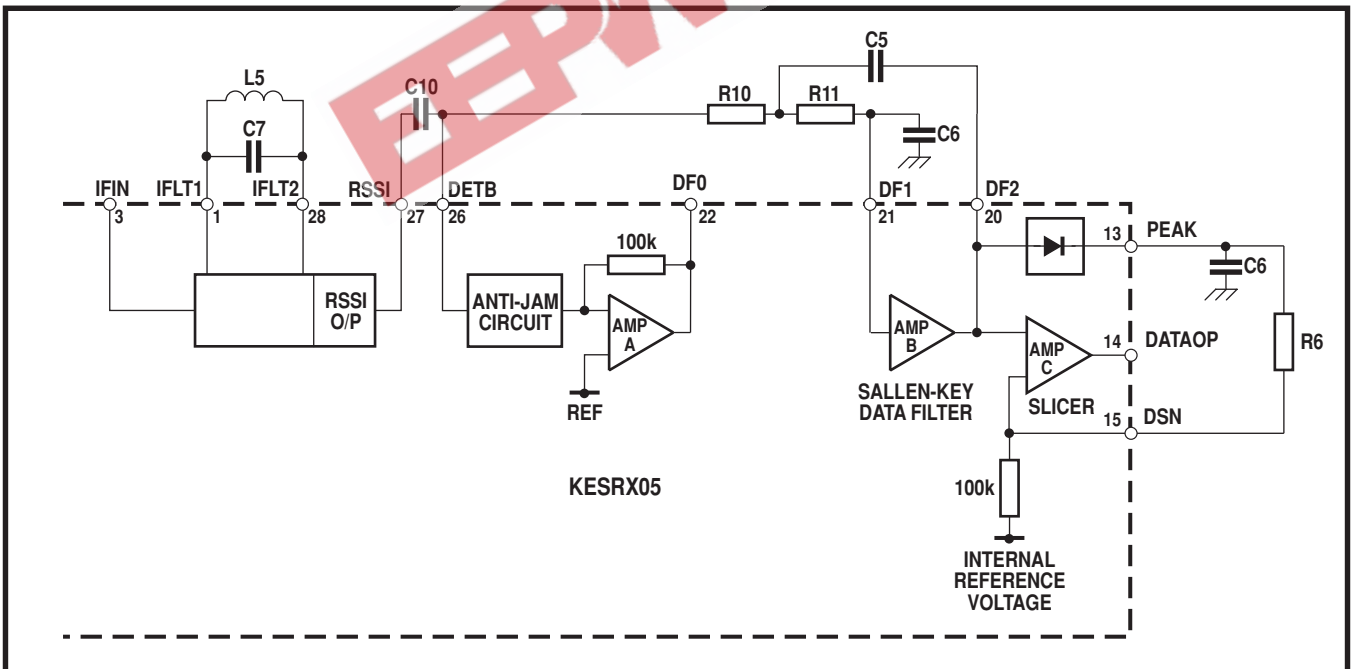 EEPW
C5
L5
C10
R10
R11
C7
C6
IFIN
IFLT1
IFLT2
RSSI
DETB
DF0
DF1
DF2
3
1
28
27
26
22
21
20
13
PEAK
100k
C6
RSSI
O/P
ANTI-JAM
CIRCUIT
AMP
A
AMP
B
AMP
C
14
DATAOP
R6
REF
SALLEN-KEY
DATA FILTER
SLICER
15
DSN
KESRX05
100k
INTERNAL
REFERENCE
VOLTAGE